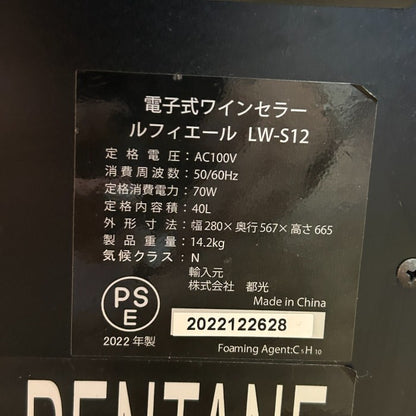 電子式ワインセラー
ルフィエール LW-S12
定格電圧：AC100V
消費周波数：50/60Hz
定格消費電力：70W
定格内容積：40L
外形寸法：幅280×奥行567×高さ665
製品重量：14.2kg
気候クラス：N
輸入元
株式会社 都光
Made in China
PS
E
2022年製
2022122628
Foaming Agent:C5H10
PENTANE